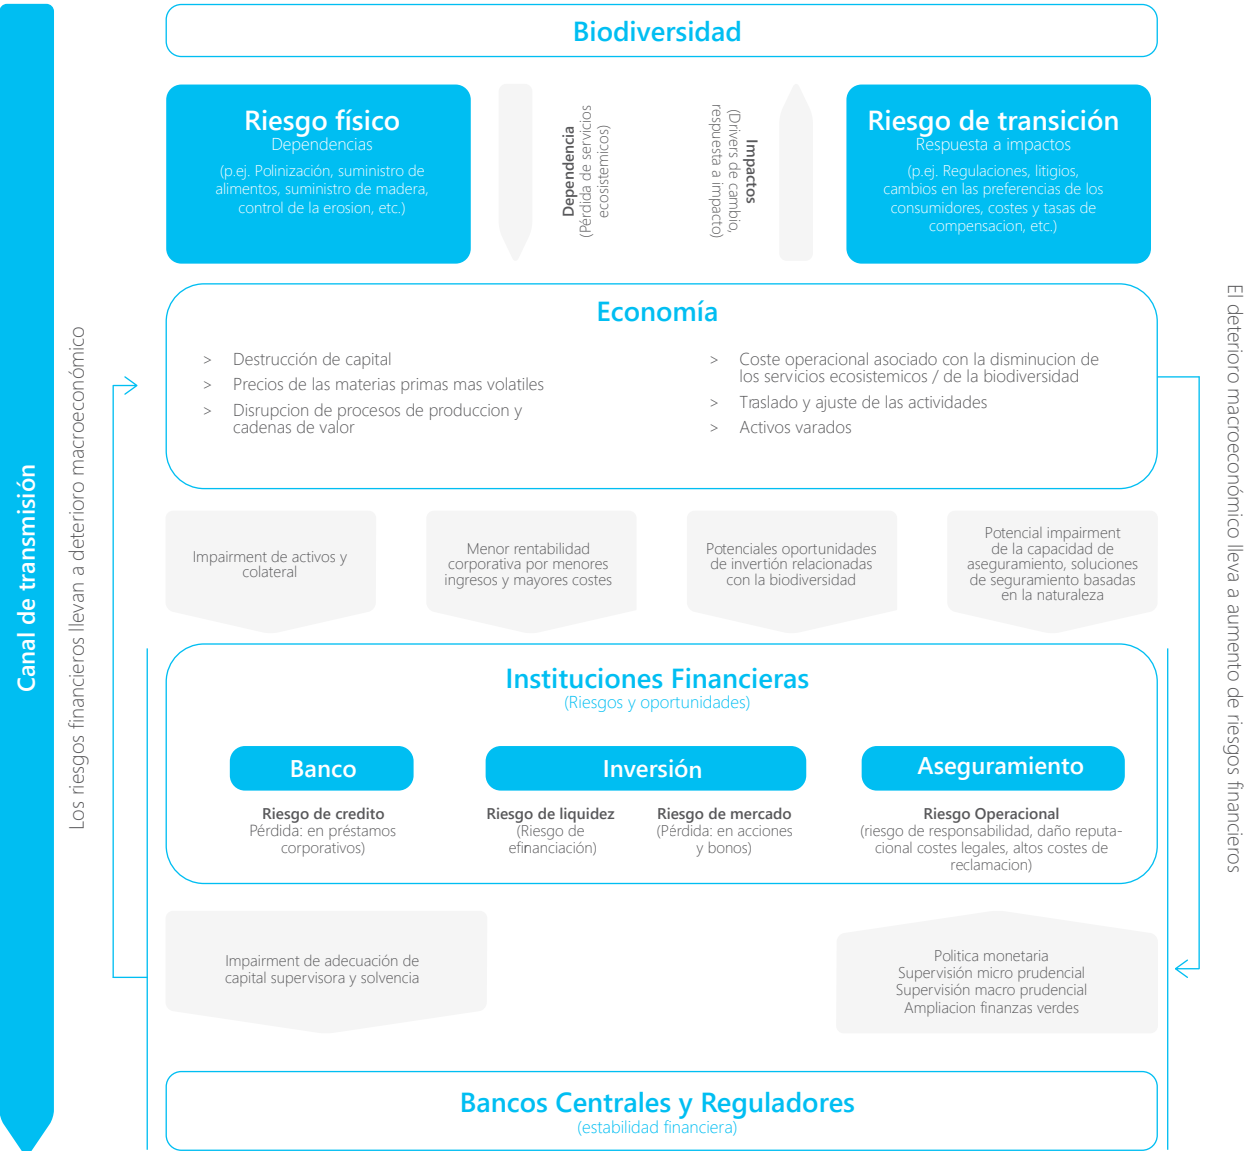 Biodiversidad
Riesgo físico
Dependencias
(p.ej. Polinización, suministro de
alimentos, suministro de madera,
control de la erosion, etc.)
Dependencia
(Pérdida de servicios
ecosistemicos)
Impactos
(Drivers de cambio,
respuesta a impacto)
Riesgo de transición
Respuesta a impactos
(p.ej. Regulaciones, litigios,
cambios en las preferencias de los
consumidores, costes y tasas de
compensacion, etc.)
Canal de transmisión
Los riesgos financieros llevan a deterioro macroeconómico
Economía
> Destrucción de capital
> Precios de las materias primas mas volatiles
> Disrupcion de procesos de produccion y
cadenas de valor
> Coste operacional asociado con la disminucion de
los servicios ecosistemicos / de la biodiversidad
> Traslado y ajuste de las actividades
> Activos varados
El deterioro macroeconómico lleva a aumento de riesgos financieros
Impairment de activos y
colateral
Menor rentabilidad
corporativa por menores
ingresos y mayores costes
Potenciales oportunidades
de invertión relacionadas
con la biodiversidad
Potencial impairment
de la capacidad de
aseguramiento, soluciones
de seguramiento basadas
en la naturaleza
Instituciones Financieras
(Riesgos y oportunidades)
Banco
Riesgo de credito
Pérdida: en préstamos
corporativos)
Inversión
Riesgo de liquidez
(Riesgo de
efinanciación)
Riesgo de mercado
(Pérdida: en acciones
y bonos)
Aseguramiento
Riesgo Operacional
(riesgo de responsabilidad, daño reputa-
cional costes legales, altos costes de
reclamacion)
Impairment de adecuación de
capital supervisora y solvencia
Politica monetaria
Supervisión micro prudencial
Supervisión macro prudencial
Ampliacion finanzas verdes
Bancos Centrales y Reguladores
(estabilidad financiera)